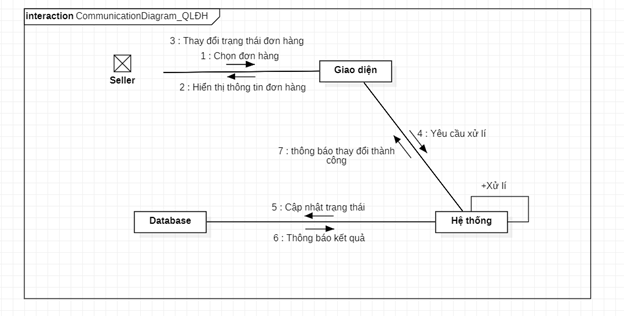 interaction CommunicationDiagram_QLĐH
3 : Thay đổi trạng thái đơn hàng
1 : Chọn đơn hàng
Seller
Giao diện
2 : Hiển thị thông tin đơn hàng
4 : Yêu cầu xử lí
7 : thông báo thay đổi thành
công
+Xử lí
5 : Cập nhật trạng thái
Database
Hệ thống
6 : Thông báo kết quả